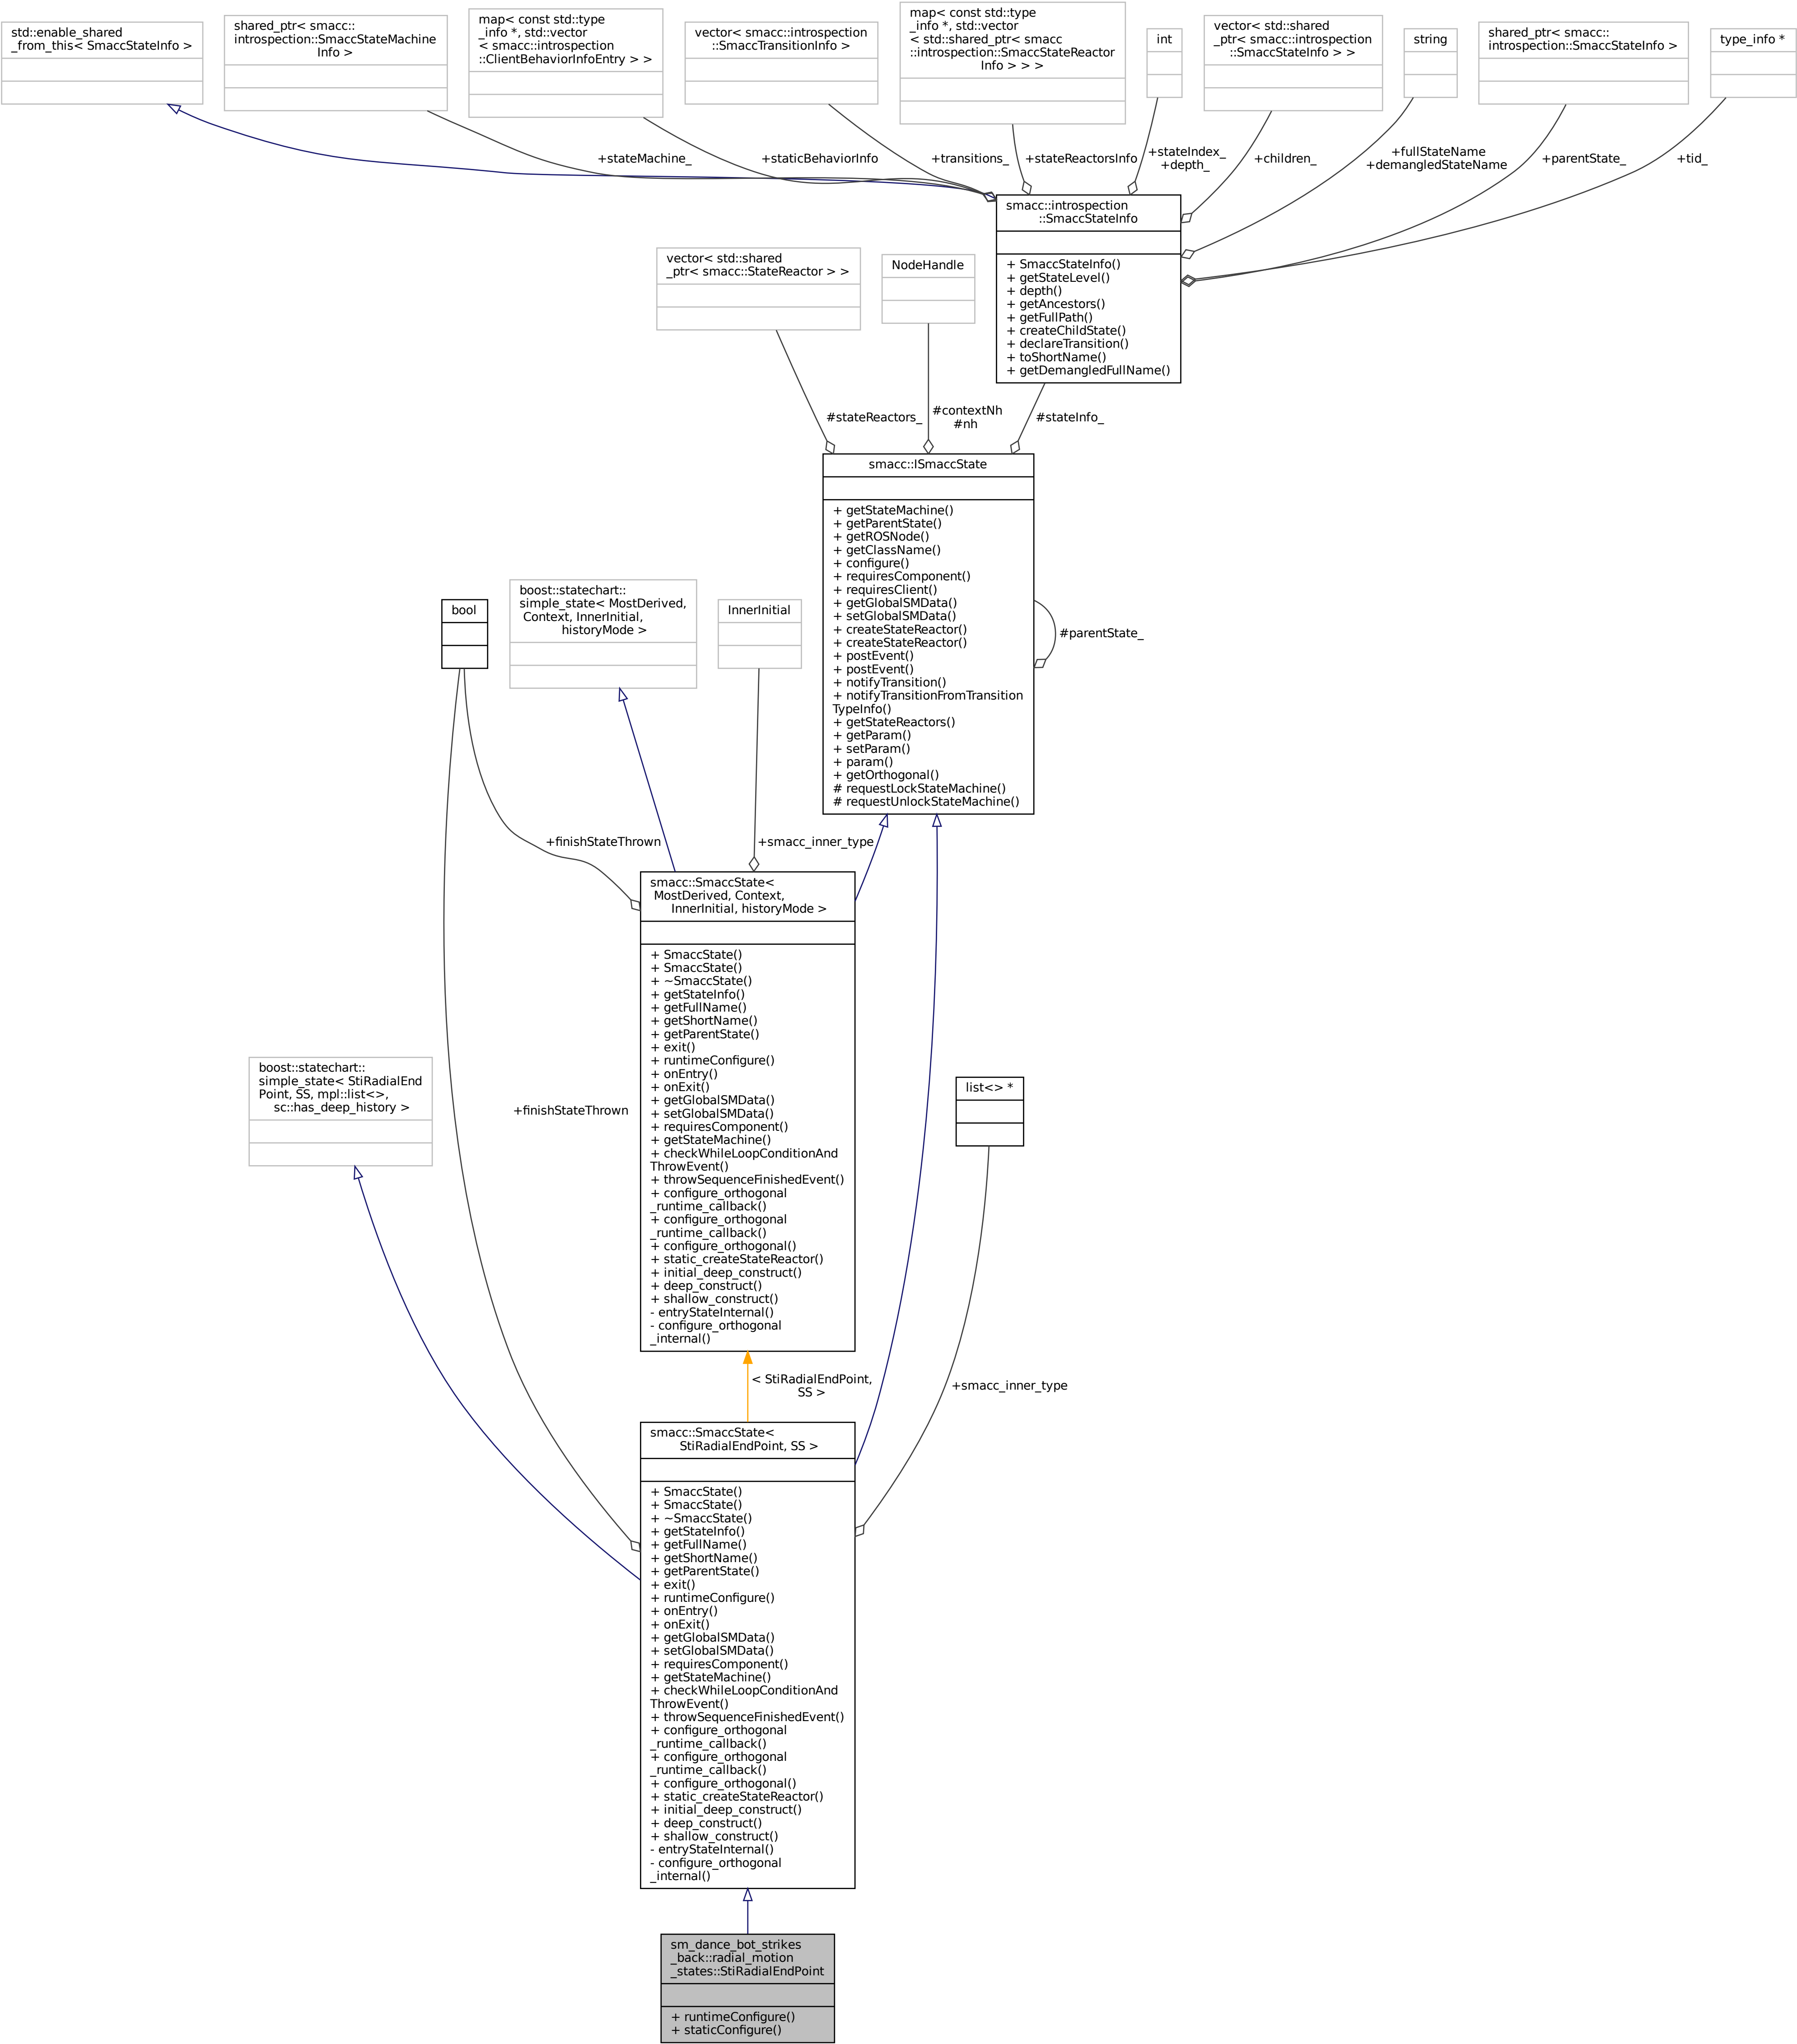 std::enable_shared
_from_this< SmaccStateInfo >
shared_ptr< smacc::
introspection::SmaccStateMachine
Info >
map< const std::type
_info *, std::vector
< smacc::introspection
::ClientBehaviorInfoEntry > >
vector< smacc::introspection
::SmaccTransitionInfo >
map< const std::type
_info *, std::vector
< std::shared_ptr< smacc
::introspection::SmaccStateReactor
Info > > >
int
vector< std::shared
_ptr< smacc::introspection
::SmaccStateInfo > >
string
shared_ptr< smacc::
introspection::SmaccStateInfo >
type_info *
+stateMachine_
+staticBehaviorInfo
+transitions_
+stateReactorsInfo
+stateIndex_
+depth_
+children_
+fullStateName
+demangledStateName
+parentState_
+tid_
smacc::introspection
::SmaccStateInfo
+ SmaccStateInfo()
+ getStateLevel()
+ depth()
+ getAncestors()
+ getFullPath()
+ createChildState()
+ declareTransition()
+ toShortName()
+ getDemangledFullName()
vector< std::shared
_ptr< smacc::StateReactor > >
NodeHandle
#stateReactors_
#contextNh
#nh
#stateInfo_
smacc::ISmaccState
+ getStateMachine()
+ getParentState()
+ getROSNode()
+ getClassName()
+ configure()
+ requiresComponent()
+ requiresClient()
+ getGlobalSMData()
+ setGlobalSMData()
+ createStateReactor()
+ createStateReactor()
+ postEvent()
+ postEvent()
+ notifyTransition()
+ notifyTransitionFromTransition
TypeInfo()
+ getStateReactors()
+ getParam()
+ setParam()
+ param()
+ getOrthogonal()
# requestLockStateMachine()
# requestUnlockStateMachine()
#parentState_
bool
boost::statechart::
simple_state< MostDerived,
Context, InnerInitial,
historyMode >
InnerInitial
+finishStateThrown
+smacc_inner_type
smacc::SmaccState<
MostDerived, Context,
InnerInitial, historyMode >
+ SmaccState()
+ SmaccState()
+ ~SmaccState()
+ getStateInfo()
+ getFullName()
+ getShortName()
+ getParentState()
+ exit()
+ runtimeConfigure()
+ onEntry()
+ onExit()
+ getGlobalSMData()
+ setGlobalSMData()
+ requiresComponent()
+ getStateMachine()
+ checkWhileLoopConditionAnd
ThrowEvent()
+ throwSequenceFinishedEvent()
+ configure_orthogonal
_runtime_callback()
+ configure_orthogonal
_runtime_callback()
+ configure_orthogonal()
+ static_createStateReactor()
+ initial_deep_construct()
+ deep_construct()
+ shallow_construct()
- entryStateInternal()
- configure_orthogonal
_internal()
boost::statechart::
simple_state< StiRadialEnd
Point, SS, mpl::list<>,
sc::has_deep_history >
+finishStateThrown
list<> *
< StiRadialEndPoint,
SS >
+smacc_inner_type
smacc::SmaccState<
StiRadialEndPoint, SS >
+ SmaccState()
+ SmaccState()
+ ~SmaccState()
+ getStateInfo()
+ getFullName()
+ getShortName()
+ getParentState()
+ exit()
+ runtimeConfigure()
+ onEntry()
+ onExit()
+ getGlobalSMData()
+ setGlobalSMData()
+ requiresComponent()
+ getStateMachine()
+ checkWhileLoopConditionAnd
ThrowEvent()
+ throwSequenceFinishedEvent()
+ configure_orthogonal
_runtime_callback()
+ configure_orthogonal
_runtime_callback()
+ configure_orthogonal()
+ static_createStateReactor()
+ initial_deep_construct()
+ deep_construct()
+ shallow_construct()
- entryStateInternal()
- configure_orthogonal
_internal()
sm_dance_bot_strikes
_back::radial_motion
_states::StiRadialEndPoint
+ runtimeConfigure()
+ staticConfigure()